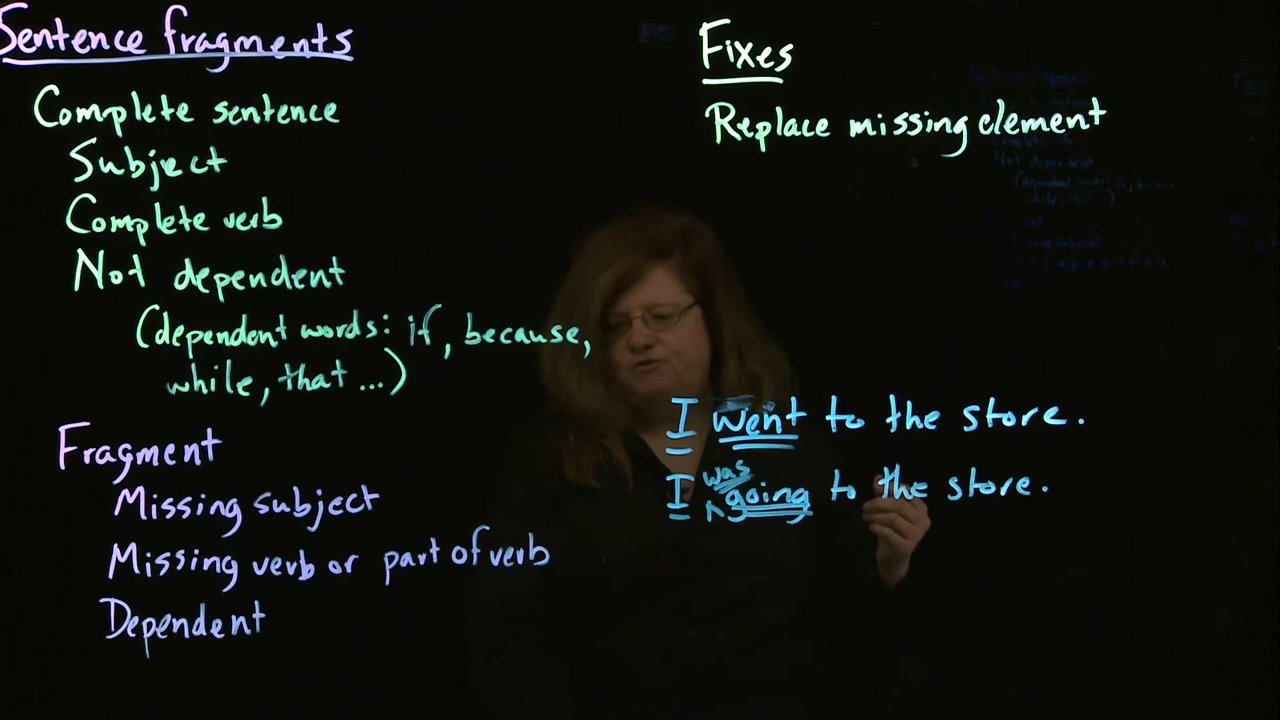 Sentence fragments
Complete sentence
Subject
Complete verb
Not dependent
(dependent words: if, because,
while, that ...)
Fragment
Missing subject
Missing verb or part of verb
Dependent
Fixes
Replace missing element
I went to the store.
was
I ^ going to the store.